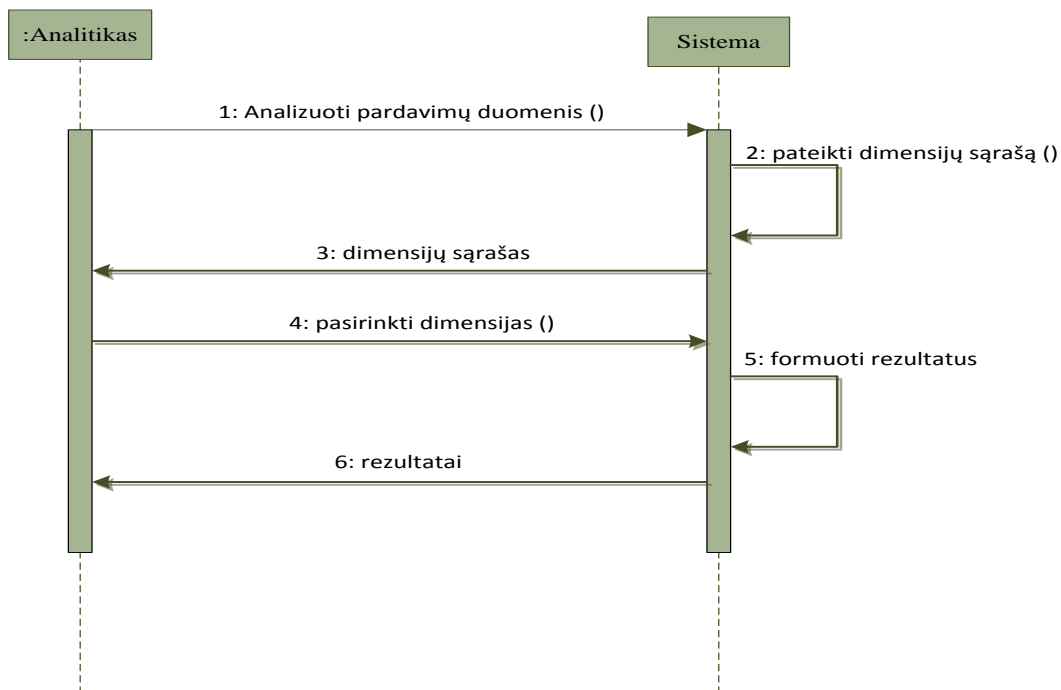 :Analitikas
Sistema
1: Analizuoti pardavimų duomenis ()
2: pateikti dimensijų sąrašą ()
3: dimensijų sąrašas
4: pasirinkti dimensijas ()
5: formuoti rezultatus
6: rezultatai